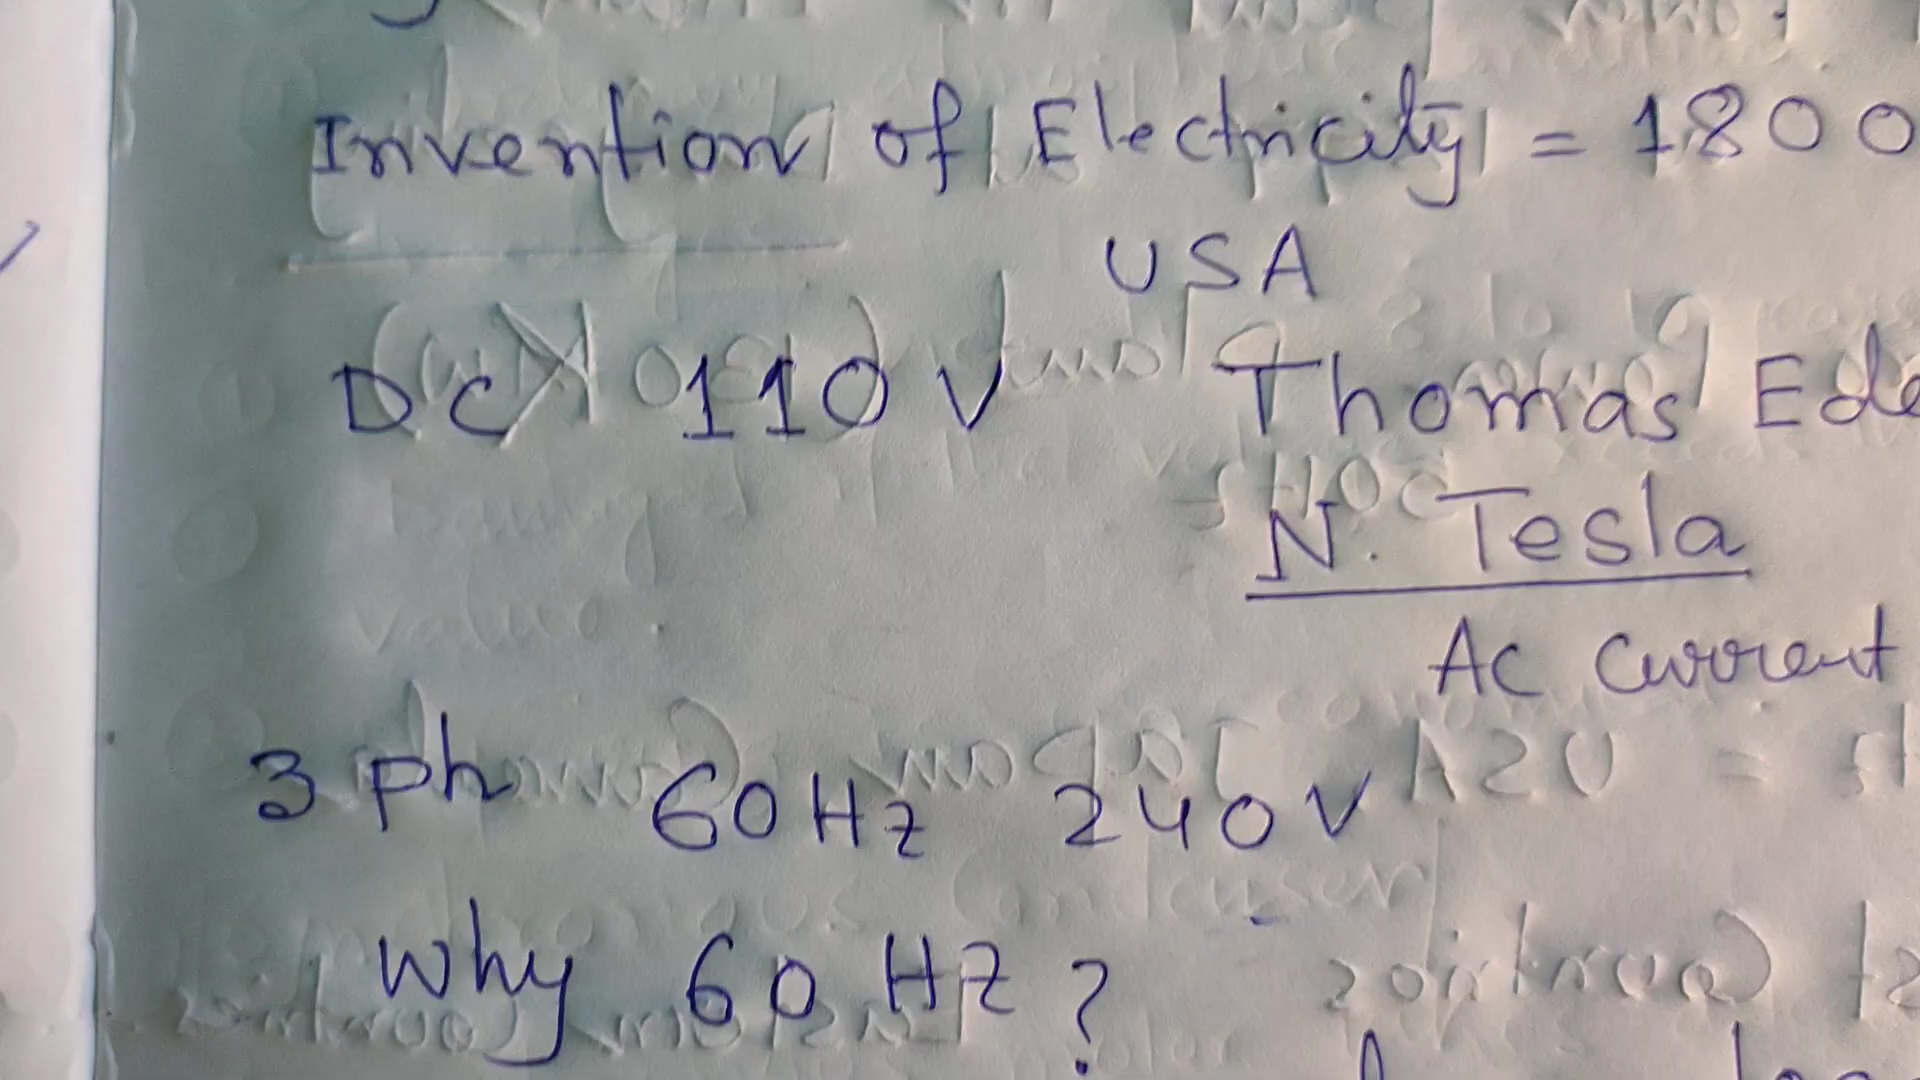 Invention of Electricity = 1800
USA
DC 110 V Thomas Ede
N. Tesla
AC Current
3 ph 60 Hz 240 V
Why 60 Hz ?